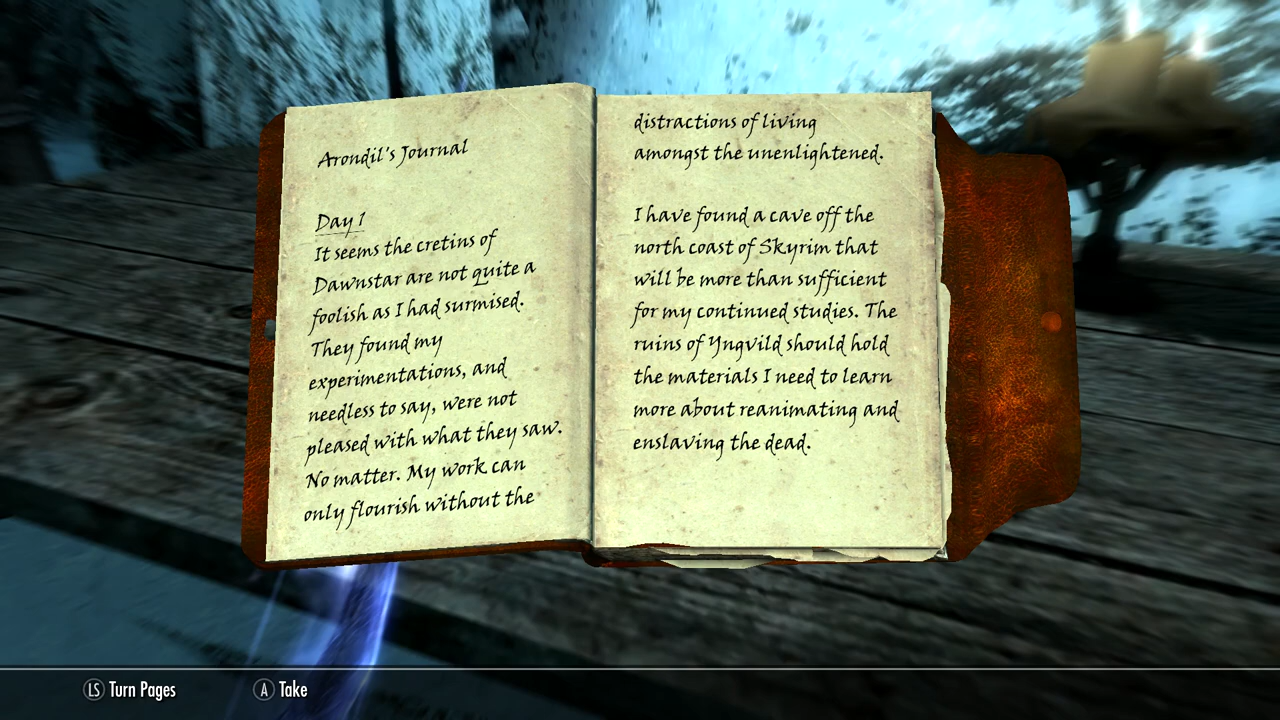 Arondil's Journal
Day 1
It seems the cretins of
Dawnstar are not quite a
foolish as I had surmised.
They found my
experimentations, and
needless to say, were not
pleased with what they saw.
No matter. My work can
only flourish without the
distractions of living
amongst the unenlightened.
I have found a cave off the
north coast of Skyrim that
will be more than sufficient
for my continued studies. The
ruins of Yngvild should hold
the materials I need to learn
more about reanimating and
enslaving the dead.
LS Turn Pages
A Take